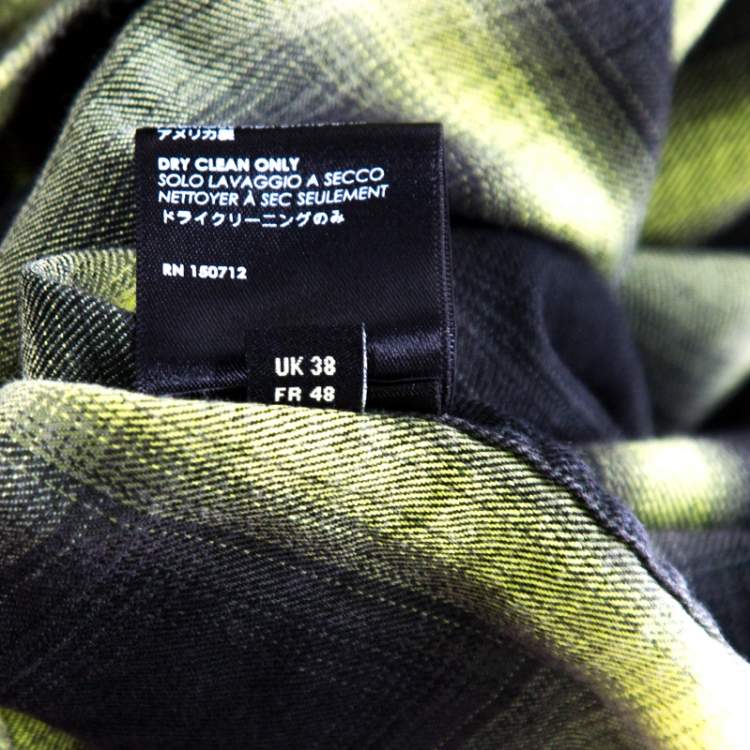 アメリカ製
DRY CLEAN ONLY
SOLO LAVAGGIO A SECCO
NETTOYER À SEC SEULEMENT
ドライクリーニングのみ
RN 150712
UK 38
FR 48